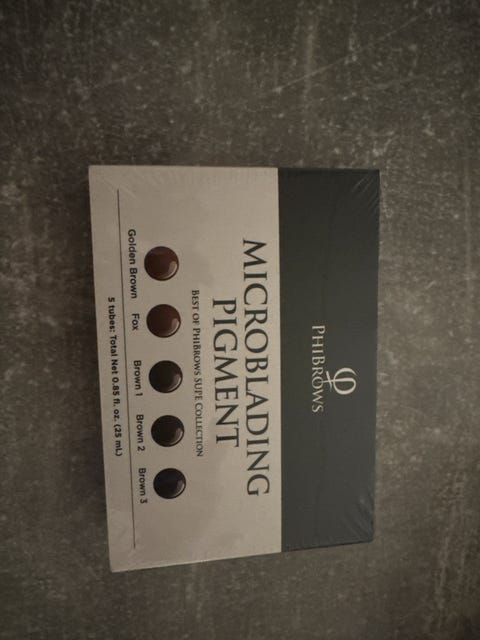 PHIBROWS
MICROBLADING
PIGMENT
BEST OF PHIBROWS SUPE COLLECTION
Golden Brown
Fox
Brown 1
Brown 2
Brown 3
5 tubes: Total Net 0.85 fl. oz. (25 mL)